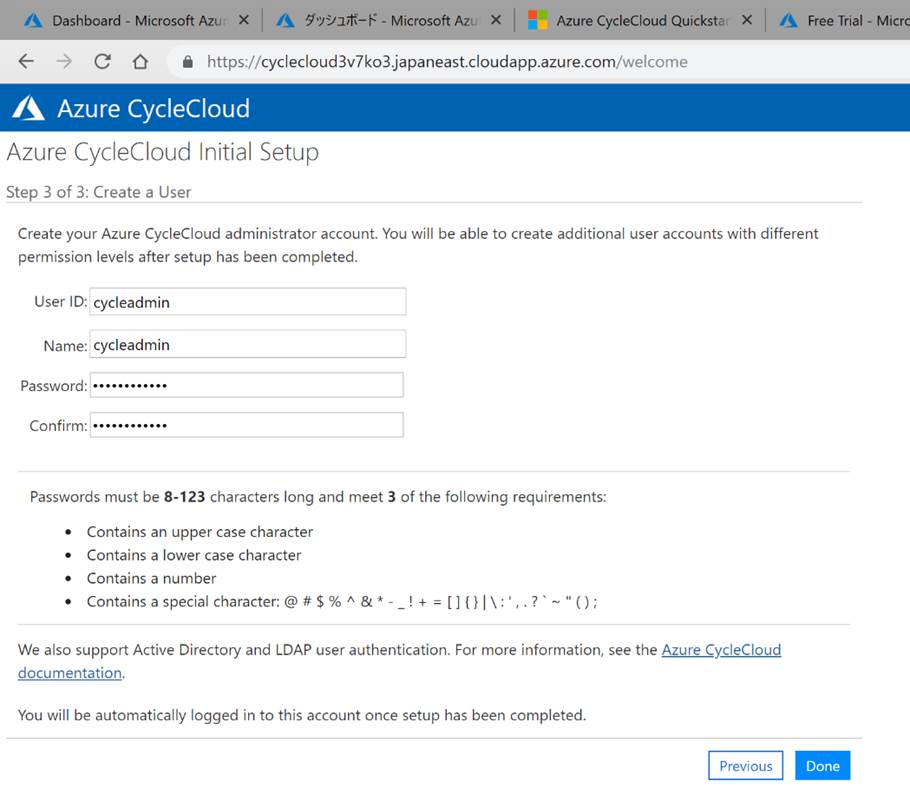 Dashboard - Microsoft Azur
ダッシュボード - Microsoft Azu
Azure CycleCloud Quickstar
Free Trial - Micro
https://cyclecloud3v7ko3.japaneast.cloudapp.azure.com/welcome
Azure CycleCloud
Azure CycleCloud Initial Setup
Step 3 of 3: Create a User
Create your Azure CycleCloud administrator account. You will be able to create additional user accounts with different
permission levels after setup has been completed.
User ID: cycleadmin
Name: cycleadmin
Password: ••••••••••••
Confirm: ••••••••••••
Passwords must be 8-123 characters long and meet 3 of the following requirements:
• Contains an upper case character
• Contains a lower case character
• Contains a number
• Contains a special character: @ # $ % ^ & * - _ ! + = [ ] { } | \ : ' , . ? ` ~ " ( ) ;
We also support Active Directory and LDAP user authentication. For more information, see the Azure CycleCloud
documentation.
You will be automatically logged in to this account once setup has been completed.
Previous Done